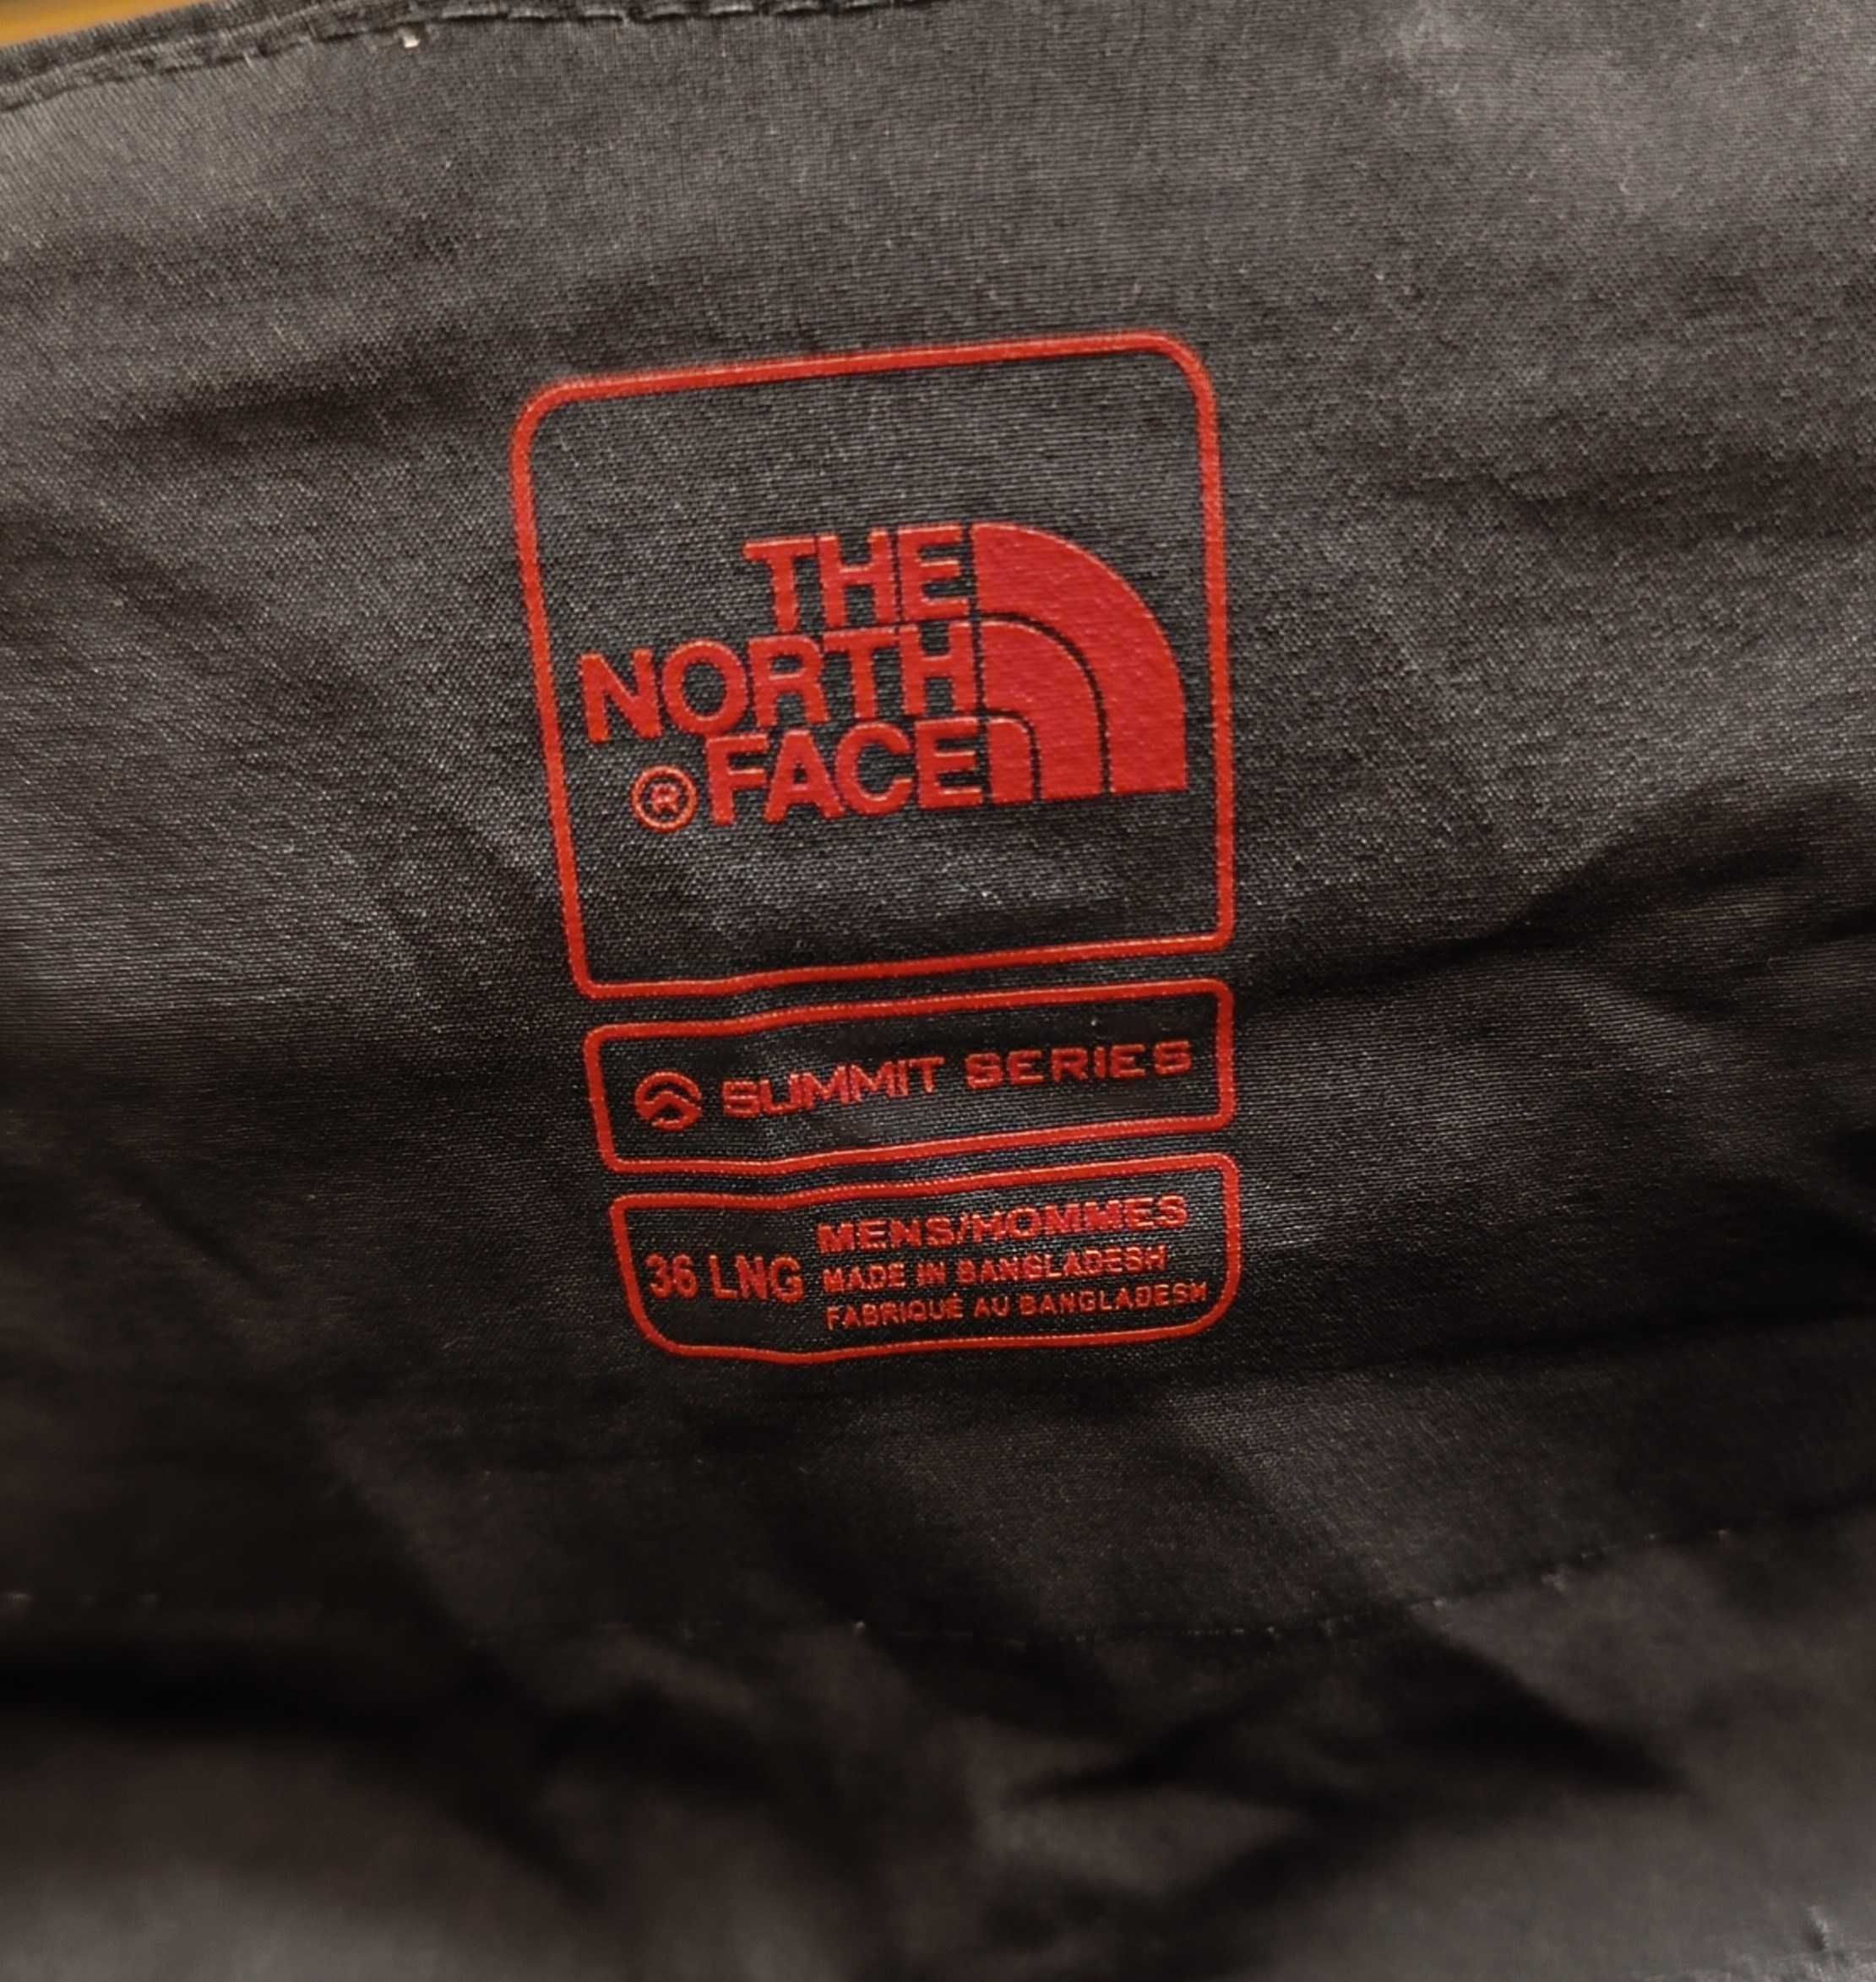 THE
NORTH
®FACE
SUMMIT SERIES
36 LNG
MENS/HOMMES
MADE IN BANGLADESH
FABRIQUÉ AU BANGLADESH